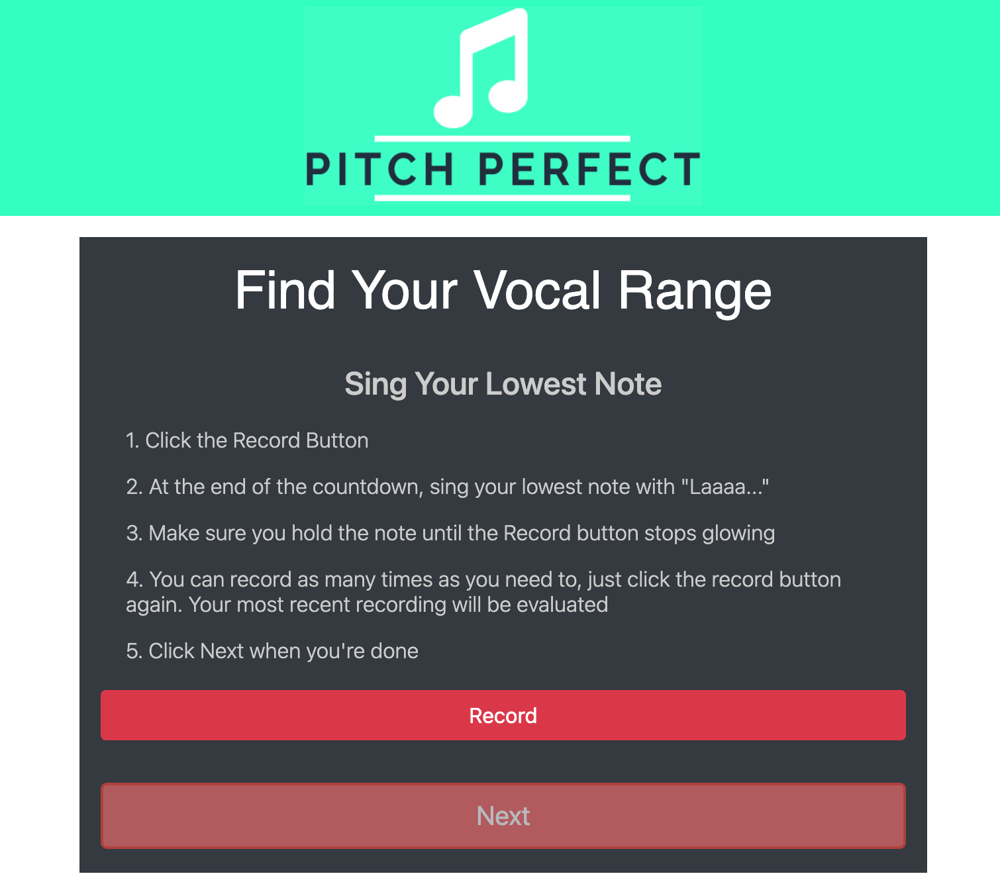 PITCH PERFECT
Find Your Vocal Range
Sing Your Lowest Note
1. Click the Record Button
2. At the end of the countdown, sing your lowest note with "Laaaa..."
3. Make sure you hold the note until the Record button stops glowing
4. You can record as many times as you need to, just click the record button
again. Your most recent recording will be evaluated
5. Click Next when you're done
Record
Next